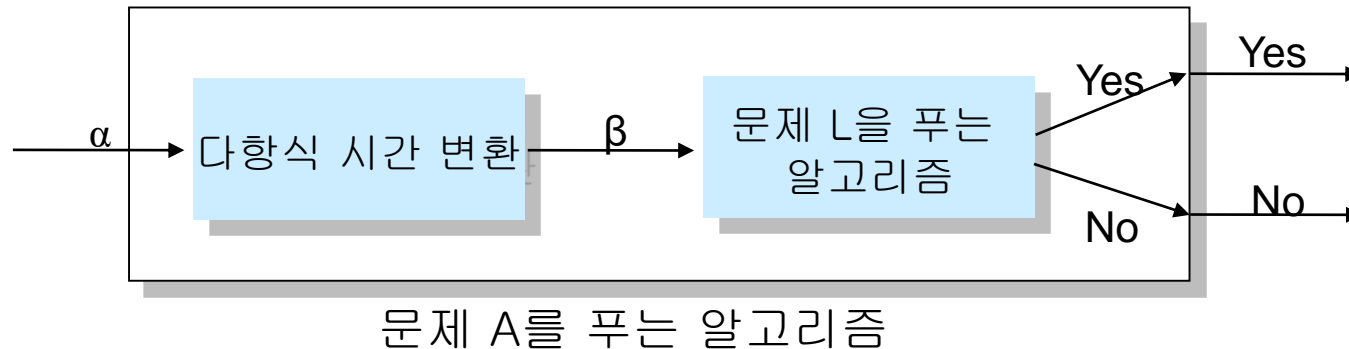 α
다항식 시간 변환
β
문제 L을 푸는
알고리즘
Yes
No
Yes
No
문제 A를 푸는 알고리즘